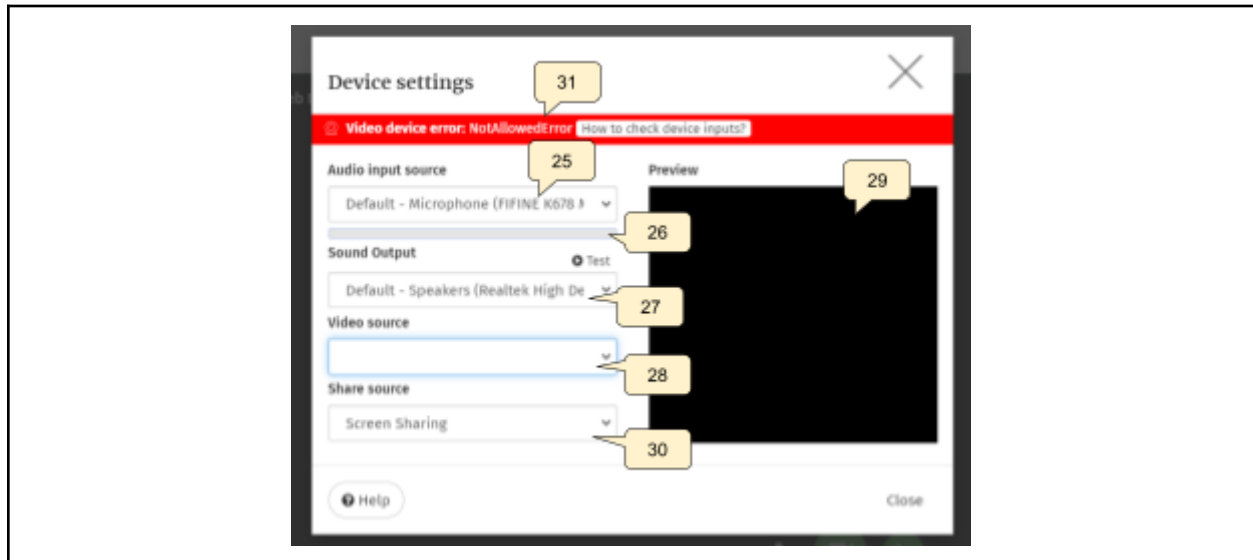 Device settings
31
Video device error: NotAllowedError How to check device inputs?
Audio input source
25
Preview
29
Default - Microphone (FIFINE K678 M
26
Sound Output
Test
Default - Speakers (Realtek High De
27
Video source
28
Share source
Screen Sharing
30
Help
Close